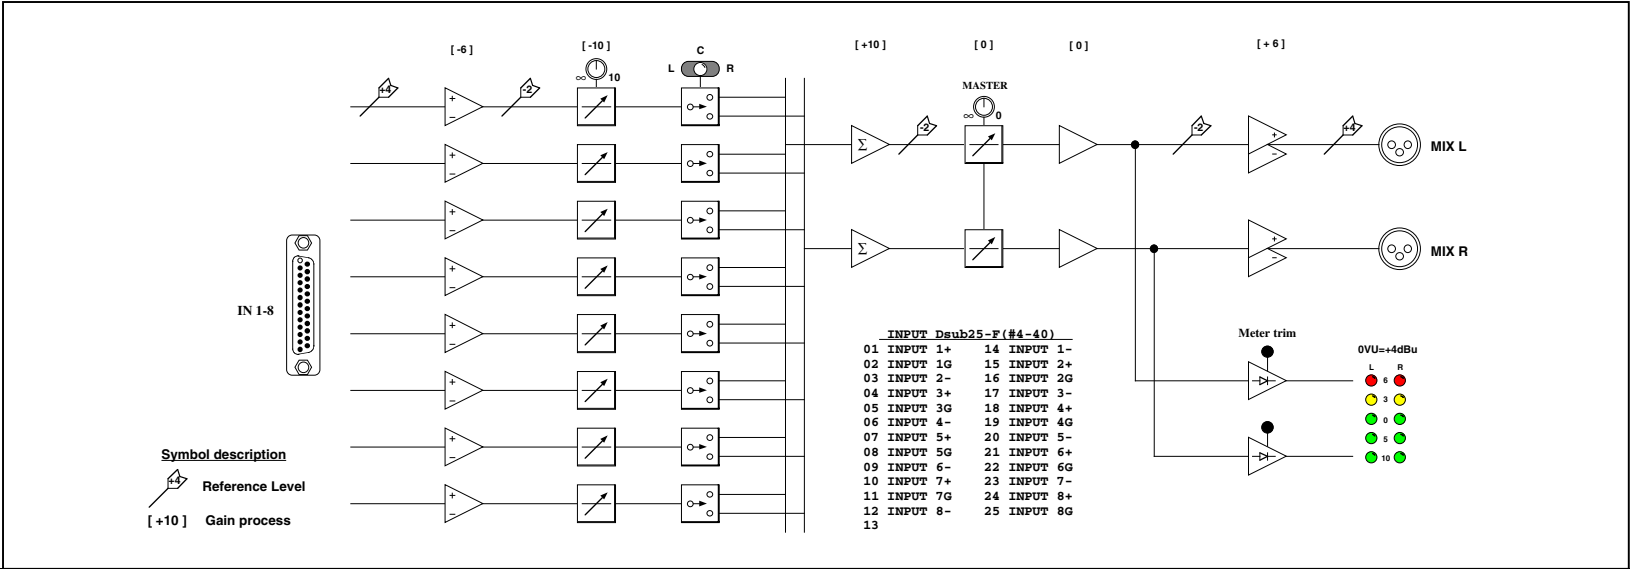 [ -6 ]
[ -10 ]
[ +10 ]
[ 0 ]
[ 0 ]
[ + 6 ]
C
L R
∞ 10
+4
-2
MASTER
∞ 0
-2
-2
+4
+
−
+
−
+
−
+
−
+
−
+
−
+
−
+
−
Σ
Σ
+
−
+
−
MIX L
MIX R
IN 1-8
INPUT Dsub25-F(#4-40)
01 INPUT 1+ 14 INPUT 1-
02 INPUT 1G 15 INPUT 2+
03 INPUT 2- 16 INPUT 2G
04 INPUT 3+ 17 INPUT 3-
05 INPUT 3G 18 INPUT 4+
06 INPUT 4- 19 INPUT 4G
07 INPUT 5+ 20 INPUT 5-
08 INPUT 5G 21 INPUT 6+
09 INPUT 6- 22 INPUT 6G
10 INPUT 7+ 23 INPUT 7-
11 INPUT 7G 24 INPUT 8+
12 INPUT 8- 25 INPUT 8G
13
Meter trim
0VU=+4dBu
L R
6
3
0
5
10
Symbol description
+4 Reference Level
[ +10 ] Gain process